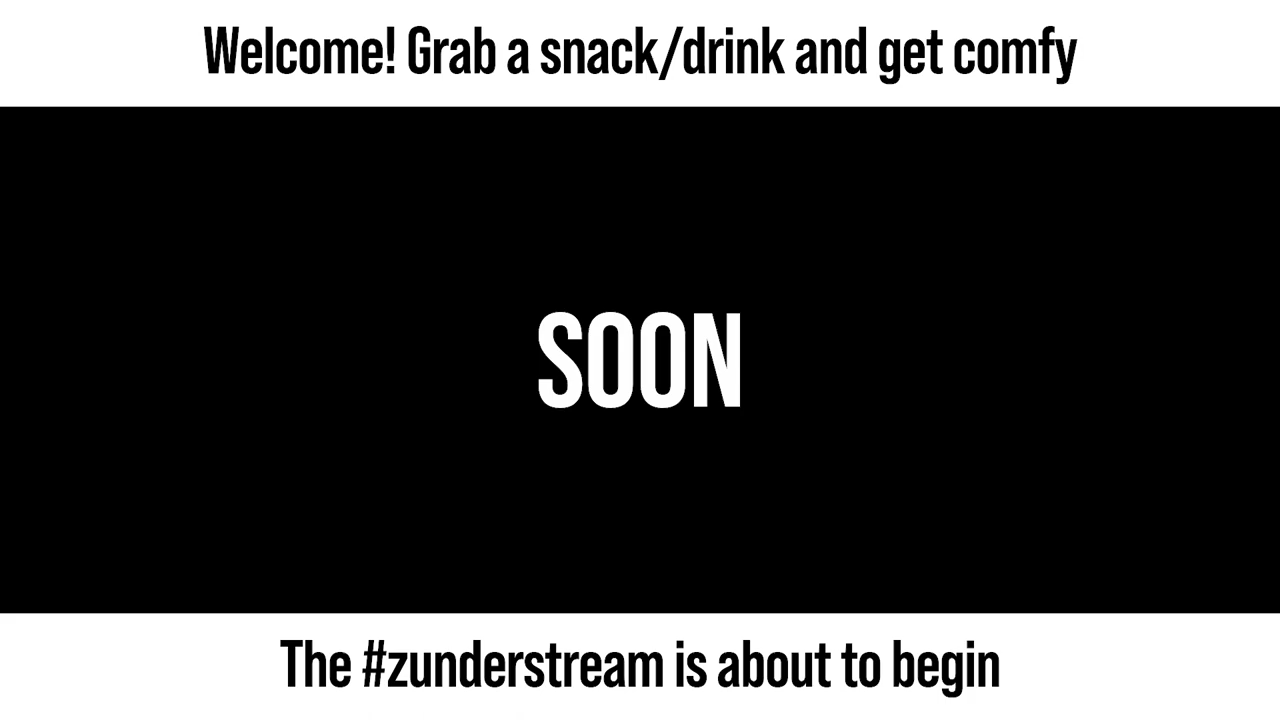 Welcome! Grab a snack/drink and get comfy
SOON
The #zunderstream is about to begin